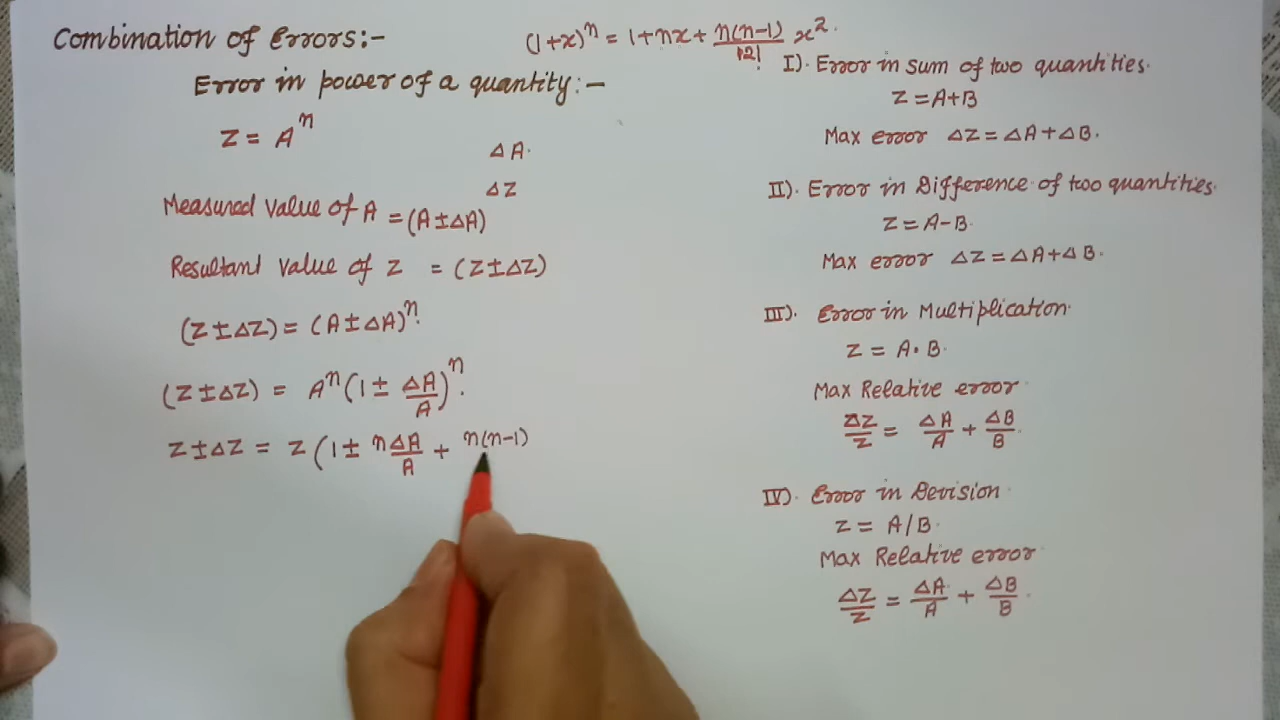 Combination of Errors:-
(1+x)^n = 1+nx+ n(n-1)/2! x^2.
Error in power of a quantity:-
Z = A^n
ΔA.
ΔZ
Measured value of A = (A±ΔA)
Resultant value of Z = (Z±ΔZ)
(Z±ΔZ) = (A±ΔA)^n.
(Z±ΔZ) = A^n (1± ΔA/A)^n.
Z±ΔZ = Z (1± nΔA/A + n(n-1)
I). Error in sum of two quantities.
Z = A+B
Max error ΔZ = ΔA+ΔB.
II). Error in Difference of two quantities.
Z = A-B.
Max error ΔZ = ΔA+ΔB.
III). Error in Multiplication.
Z = A.B.
Max Relative error
ΔZ/Z = ΔA/A + ΔB/B.
IV). Error in Devision.
Z = A/B.
Max Relative error
ΔZ/Z = ΔA/A + ΔB/B.